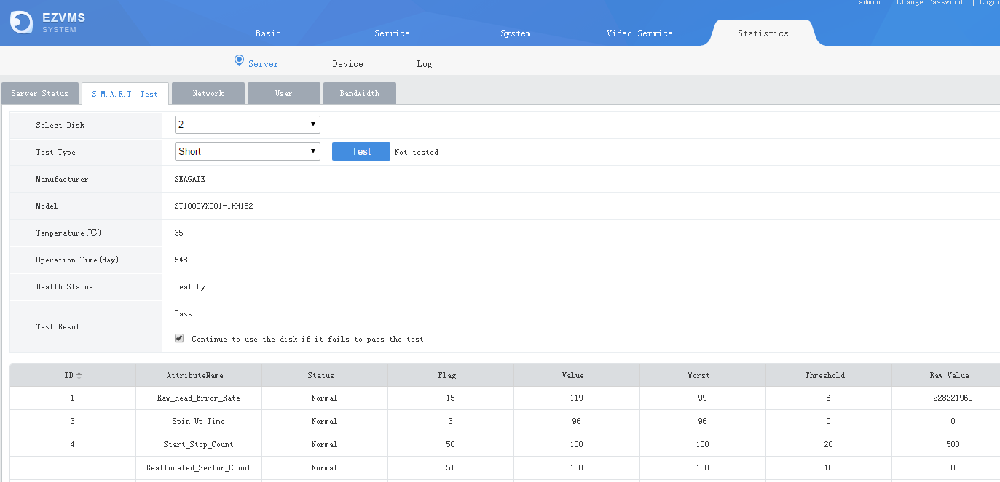 admin | Change Password |
EZVMS
SYSTEM
Basic Service System Video Service Statistics
Server Device Log
Server Status S.M.A.R.T. Test Network User Bandwidth
Select Disk 2
Test Type Short Test Not tested
Manufacturer SEAGATE
Model ST1000VX001-1HH162
Temperature(℃) 35
Operation Time(day) 548
Health Status Healthy
Pass
Test Result
Continue to use the disk if it fails to pass the test.
ID AttributeName Status Flag Value Worst Threshold Raw Value
1 Raw_Read_Error_Rate Normal 15 119 99 6 228221960
3 Spin_Up_Time Normal 3 96 96 0 0
4 Start_Stop_Count Normal 50 100 100 20 500
5 Reallocated_Sector_Count Normal 51 100 100 10 0